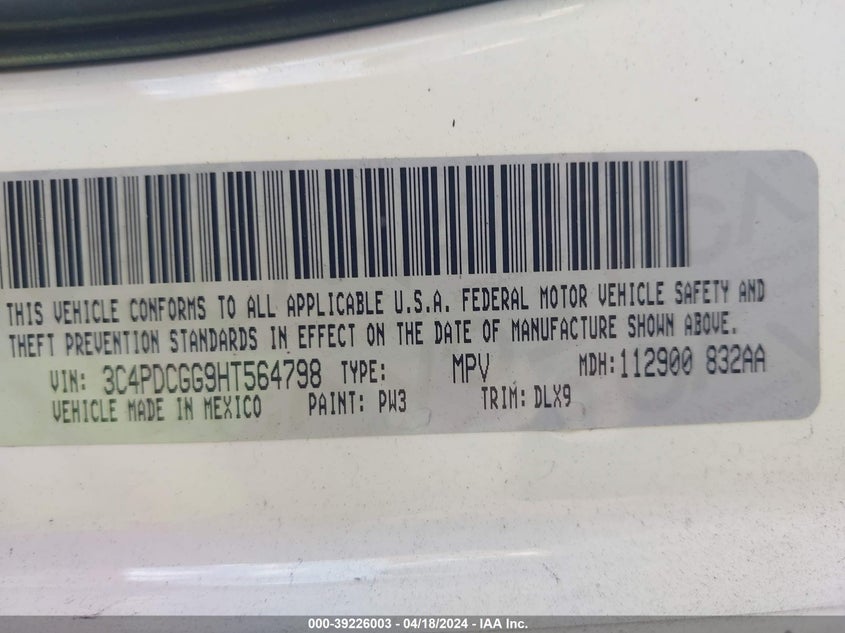 THIS VEHICLE CONFORMS TO ALL APPLICABLE U.S.A. FEDERAL MOTOR VEHICLE SAFETY AND
THEFT PREVENTION STANDARDS IN EFFECT ON THE DATE OF MANUFACTURE SHOWN ABOVE.
VIN: 3C4PDCGG9HT564798 TYPE: MPV MDH: 112900 832AA
VEHICLE MADE IN MEXICO PAINT: PW3 TRIM: DLX9
000-39226003 - 04/18/2024 - IAA Inc.